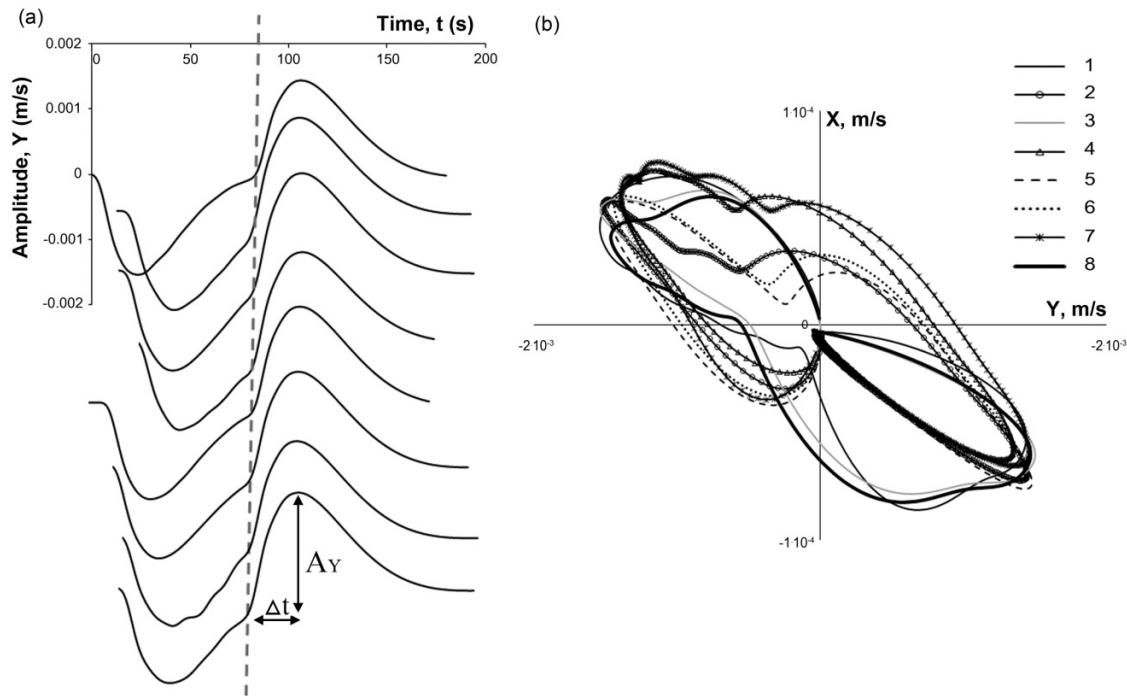 (a)
Time, t (s)
0.002
0 50 100 150 200
0.001
0
-0.001
-0.002
Amplitude, Y (m/s)
AY
Δt
(b)
1·10-4
X, m/s
Y, m/s
0
-2·10-3
-2·10-3
-1·10-4
1
2
3
4
5
6
7
8